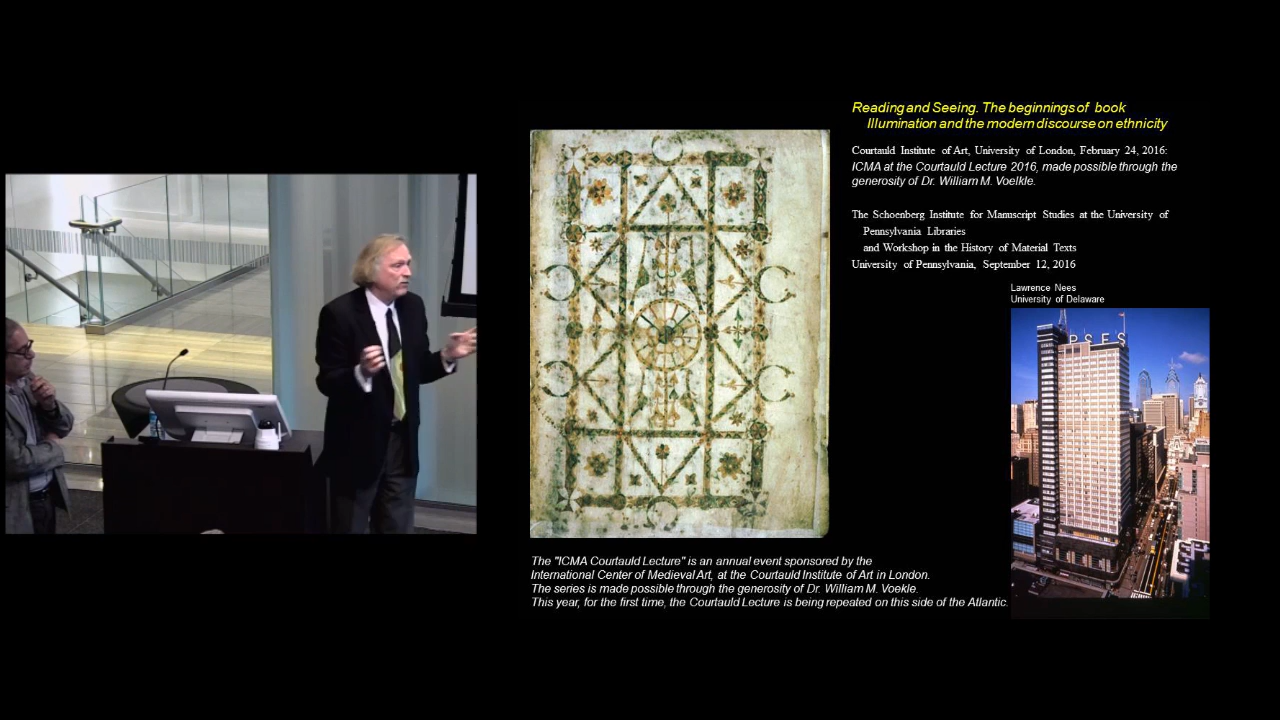 Reading and Seeing. The beginnings of book
Illumination and the modern discourse on ethnicity
Courtauld Institute of Art, University of London, February 24, 2016:
ICMA at the Courtauld Lecture 2016, made possible through the
generosity of Dr. William M. Voelkle.
The Schoenberg Institute for Manuscript Studies at the University of
Pennsylvania Libraries
and Workshop in the History of Material Texts
University of Pennsylvania, September 12, 2016
Lawrence Nees
University of Delaware
PSFS
The "ICMA Courtauld Lecture" is an annual event sponsored by the
International Center of Medieval Art, at the Courtauld Institute of Art in London.
The series is made possible through the generosity of Dr. William M. Voekle.
This year, for the first time, the Courtauld Lecture is being repeated on this side of the Atlantic.